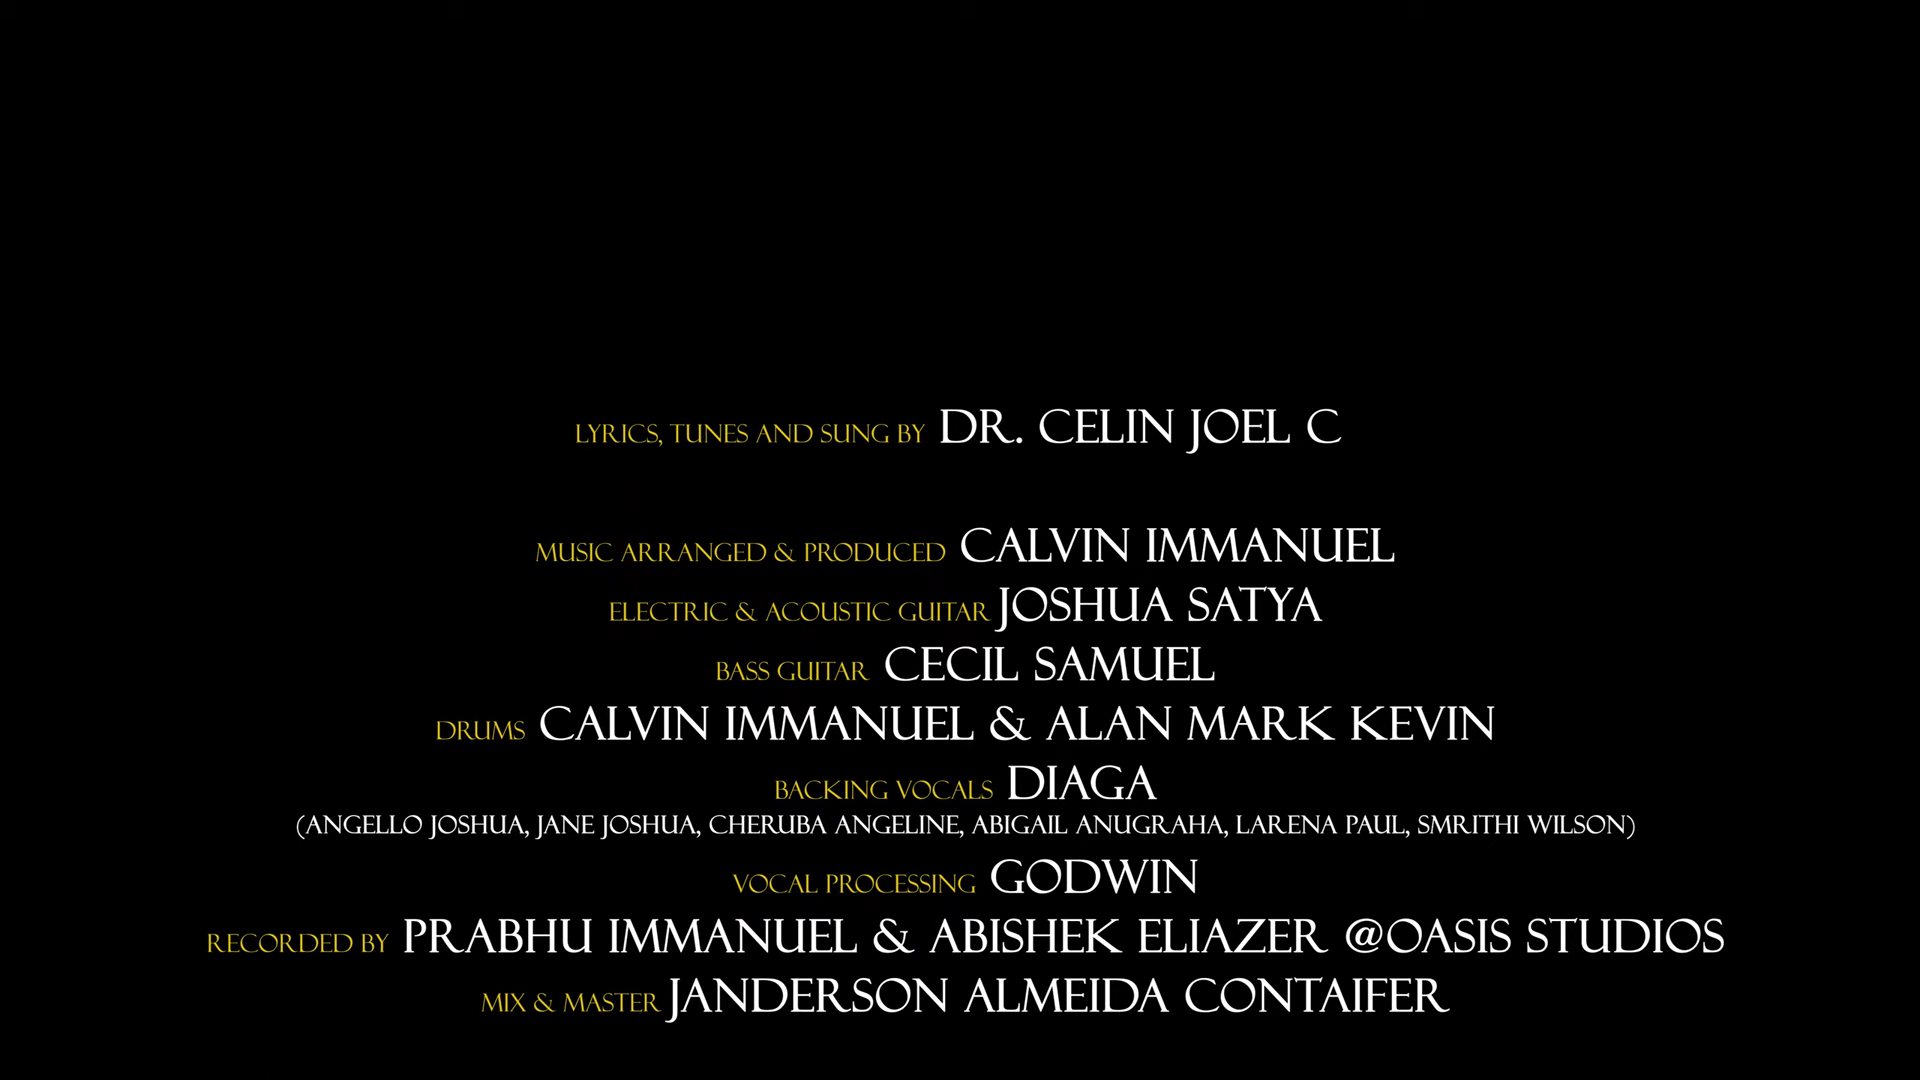 LYRICS, TUNES AND SUNG BY DR. CELIN JOEL C
MUSIC ARRANGED & PRODUCED CALVIN IMMANUEL
ELECTRIC & ACOUSTIC GUITAR JOSHUA SATYA
BASS GUITAR CECIL SAMUEL
DRUMS CALVIN IMMANUEL & ALAN MARK KEVIN
BACKING VOCALS DIAGA
(ANGELLO JOSHUA, JANE JOSHUA, CHERUBA ANGELINE, ABIGAIL ANUGRAHA, LARENA PAUL, SMRITHI WILSON)
VOCAL PROCESSING GODWIN
RECORDED BY PRABHU IMMANUEL & ABISHEK ELIAZER @OASIS STUDIOS
MIX & MASTER JANDERSON ALMEIDA CONTAIFER